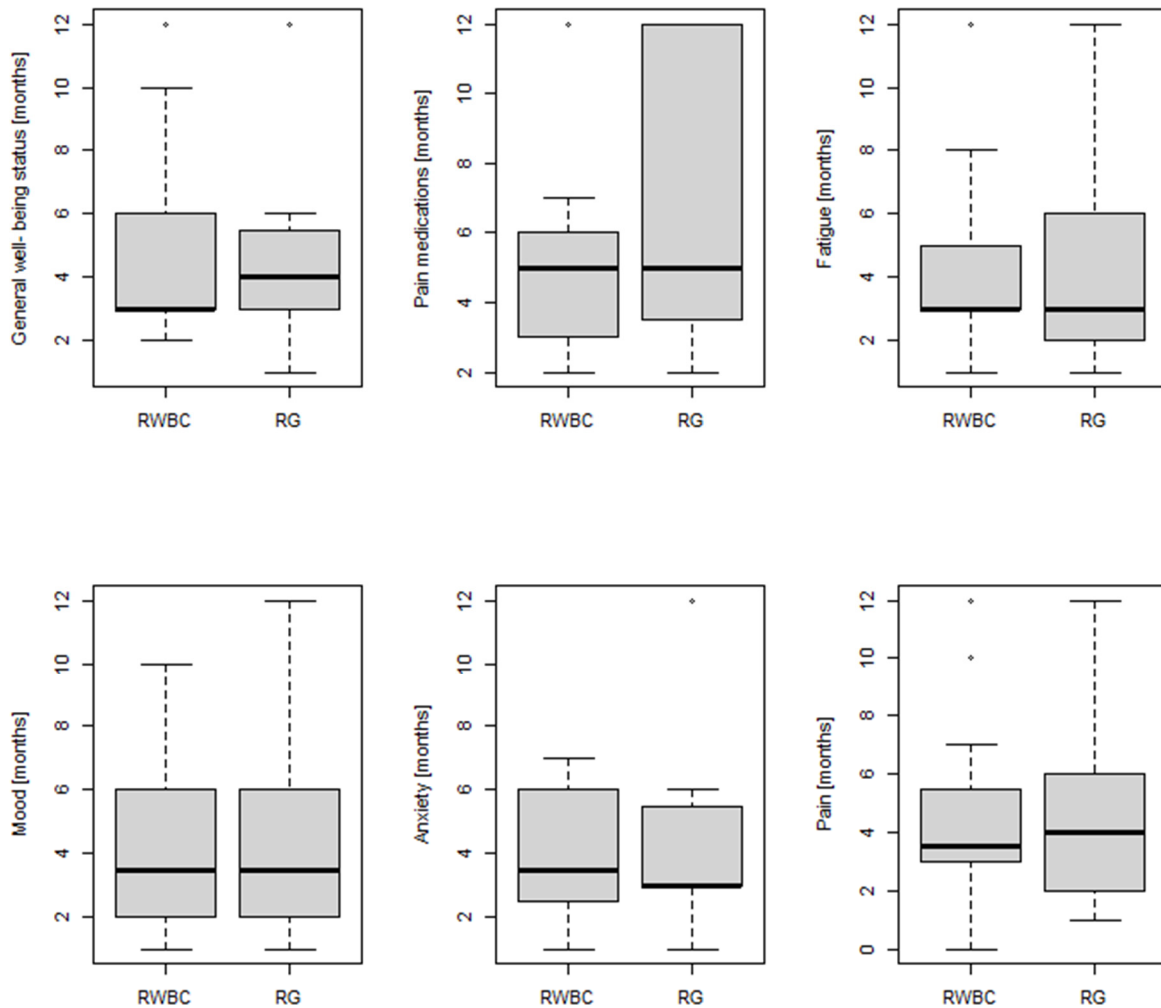 General well- being status [months]
2 4 6 8 10 12
RWBC RG
Pain medications [months]
2 4 6 8 10 12
RWBC RG
Fatigue [months]
2 4 6 8 10 12
RWBC RG
Mood [months]
2 4 6 8 10 12
RWBC RG
Anxiety [months]
2 4 6 8 10 12
RWBC RG
Pain [months]
0 2 4 6 8 10 12
RWBC RG